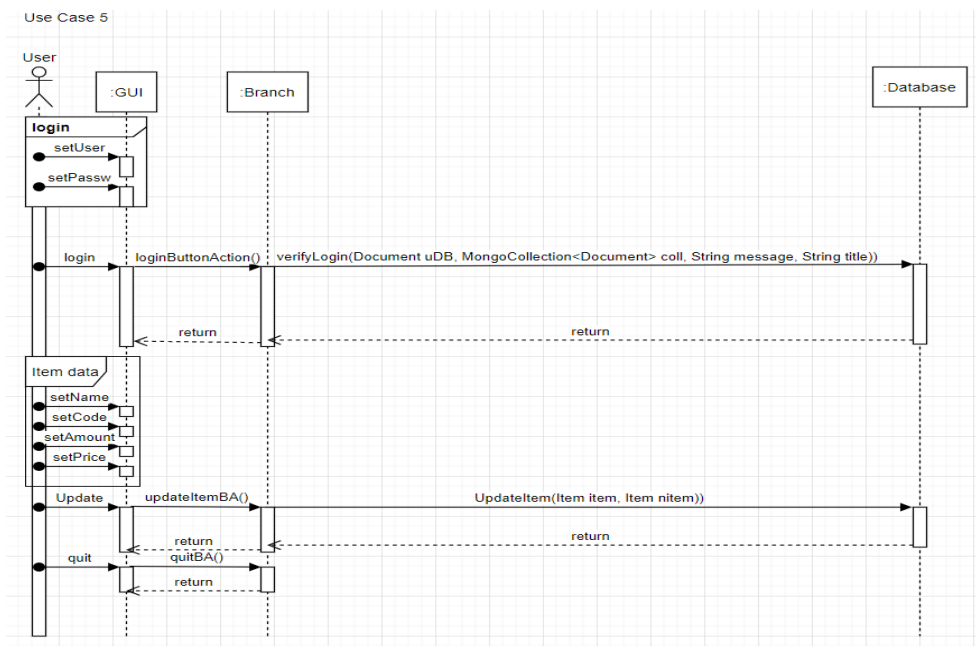 Use Case 5
User
:GUI
:Branch
:Database
login
setUser
setPassw
login
loginButtonAction()
verifyLogin(Document uDB, MongoCollection<Document> coll, String message, String title))
return
return
Item data
setName
setCode
setAmount
setPrice
Update
updateItemBA()
UpdateItem(Item item, Item nitem))
return
return
quit
quitBA()
return